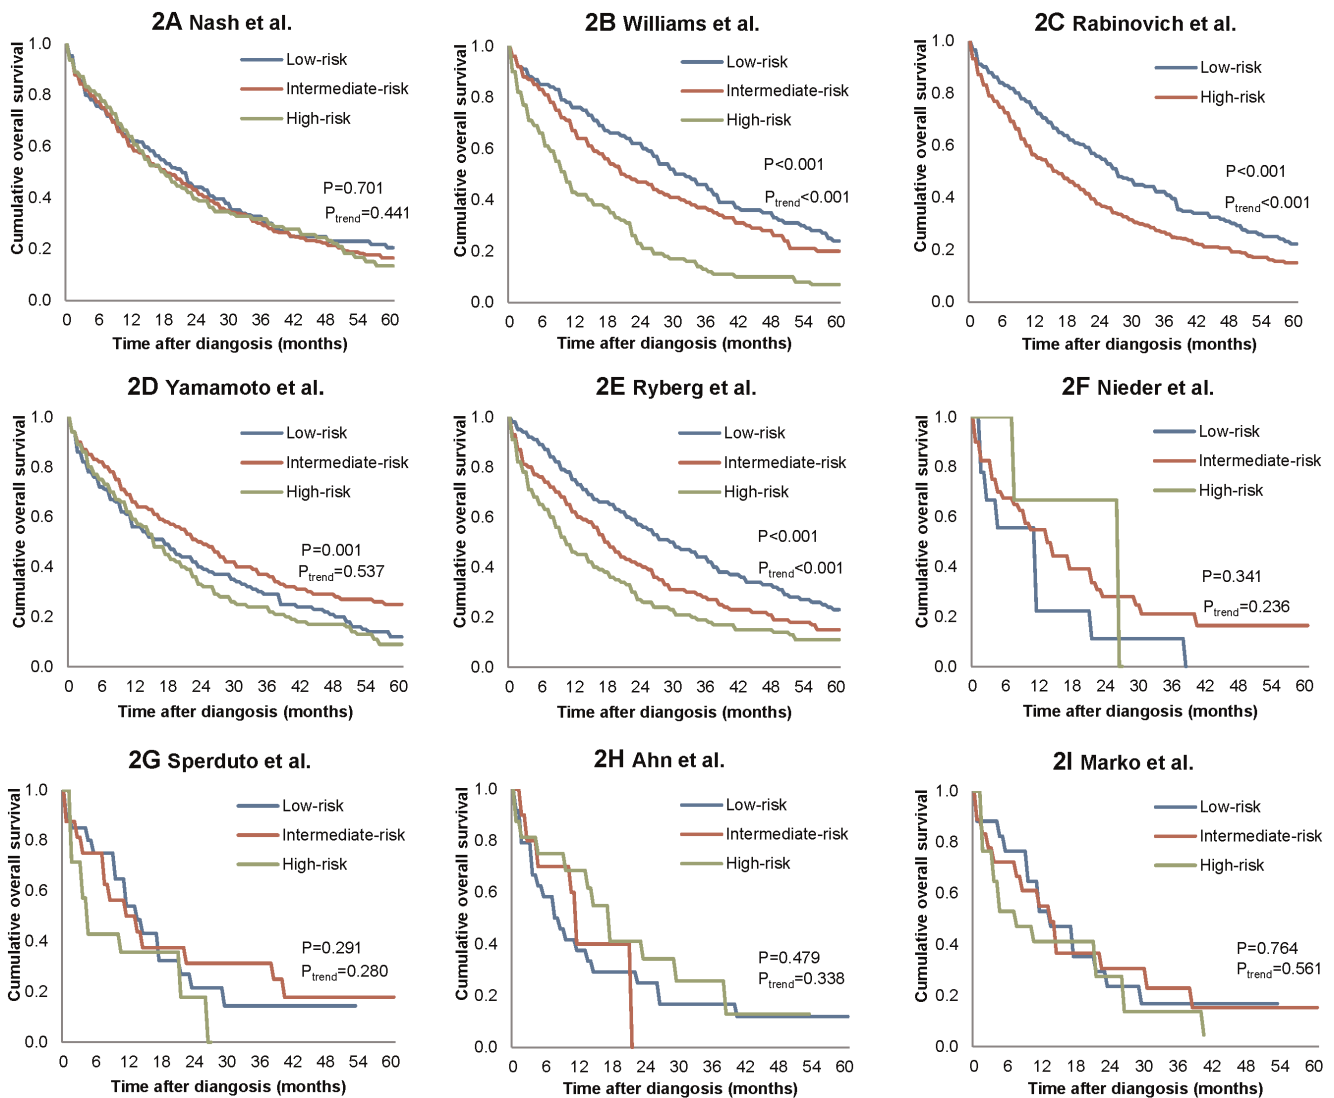 2A Nash et al.
Cumulative overall survival
1.0
0.8
0.6
0.4
0.2
0.0
Low-risk
Intermediate-risk
High-risk
P=0.701
Ptrend=0.441
0 6 12 18 24 30 36 42 48 54 60
Time after diangosis (months)
2B Williams et al.
Cumulative overall survival
1.0
0.8
0.6
0.4
0.2
0.0
Low-risk
Intermediate-risk
High-risk
P<0.001
Ptrend<0.001
0 6 12 18 24 30 36 42 48 54 60
Time after diangosis (months)
2C Rabinovich et al.
Cumulative overall survival
1.0
0.8
0.6
0.4
0.2
0.0
Low-risk
High-risk
P<0.001
Ptrend<0.001
0 6 12 18 24 30 36 42 48 54 60
Time after diangosis (months)
2D Yamamoto et al.
Cumulative overall survival
1.0
0.8
0.6
0.4
0.2
0.0
Low-risk
Intermediate-risk
High-risk
P=0.001
Ptrend=0.537
0 6 12 18 24 30 36 42 48 54 60
Time after diangosis (months)
2E Ryberg et al.
Cumulative overall survival
1.0
0.8
0.6
0.4
0.2
0.0
Low-risk
Intermediate-risk
High-risk
P<0.001
Ptrend<0.001
0 6 12 18 24 30 36 42 48 54 60
Time after diangosis (months)
2F Nieder et al.
Cumulative overall survival
1.0
0.8
0.6
0.4
0.2
0.0
Low-risk
Intermediate-risk
High-risk
P=0.341
Ptrend=0.236
0 6 12 18 24 30 36 42 48 54 60
Time after diangosis (months)
2G Sperduto et al.
Cumulative overall survival
1.0
0.8
0.6
0.4
0.2
0.0
Low-risk
Intermediate-risk
High-risk
P=0.291
Ptrend=0.280
0 6 12 18 24 30 36 42 48 54 60
Time after diangosis (months)
2H Ahn et al.
Cumulative overall survival
1.0
0.8
0.6
0.4
0.2
0.0
Low-risk
Intermediate-risk
High-risk
P=0.479
Ptrend=0.338
0 6 12 18 24 30 36 42 48 54 60
Time after diangosis (months)
2I Marko et al.
Cumulative overall survival
1.0
0.8
0.6
0.4
0.2
0.0
Low-risk
Intermediate-risk
High-risk
P=0.764
Ptrend=0.561
0 6 12 18 24 30 36 42 48 54 60
Time after diangosis (months)